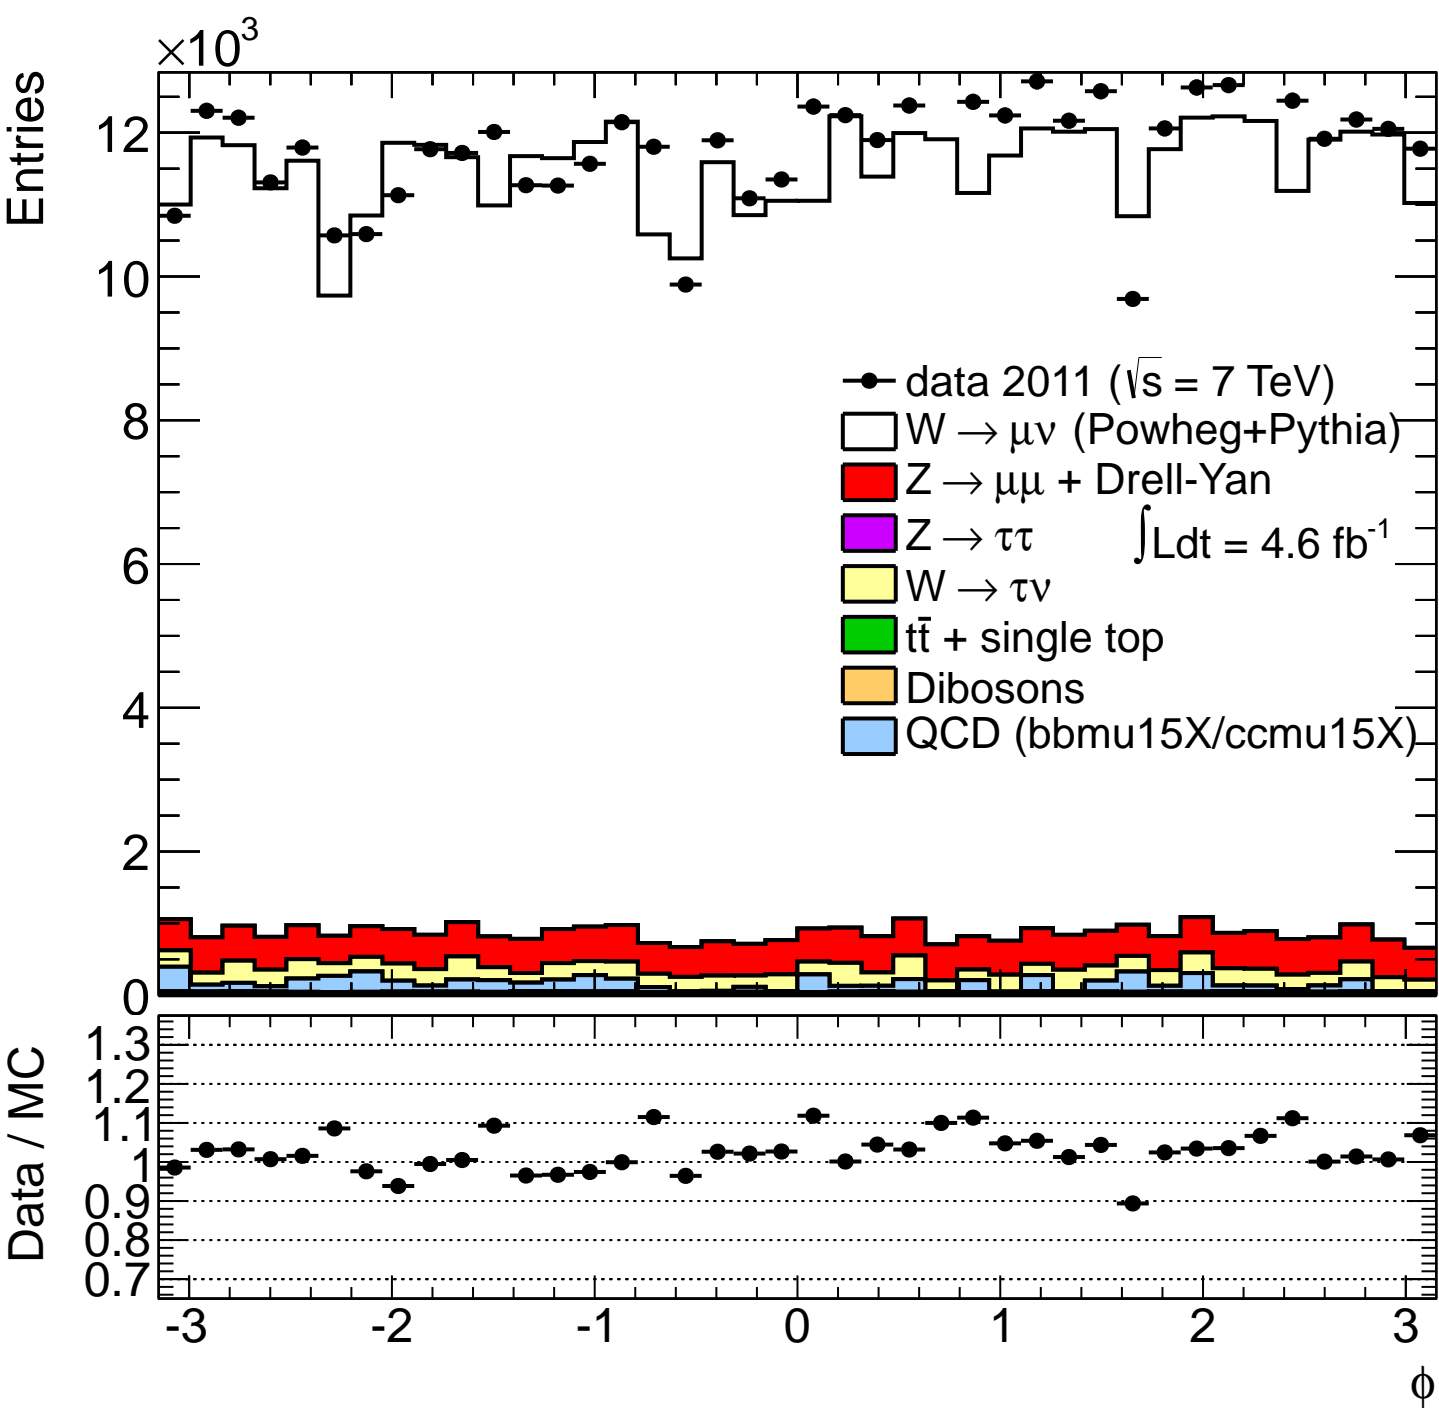 ×10³
Entries
12
10
8
6
4
2
0
data 2011 (√s = 7 TeV)
W → μν (Powheg+Pythia)
Z → μμ + Drell-Yan
Z → ττ
∫Ldt = 4.6 fb⁻¹
W → τν
tt̄ + single top
Dibosons
QCD (bbmu15X/ccmu15X)
Data / MC
1.3
1.2
1.1
1
0.9
0.8
0.7
-3 -2 -1 0 1 2 3
ϕ